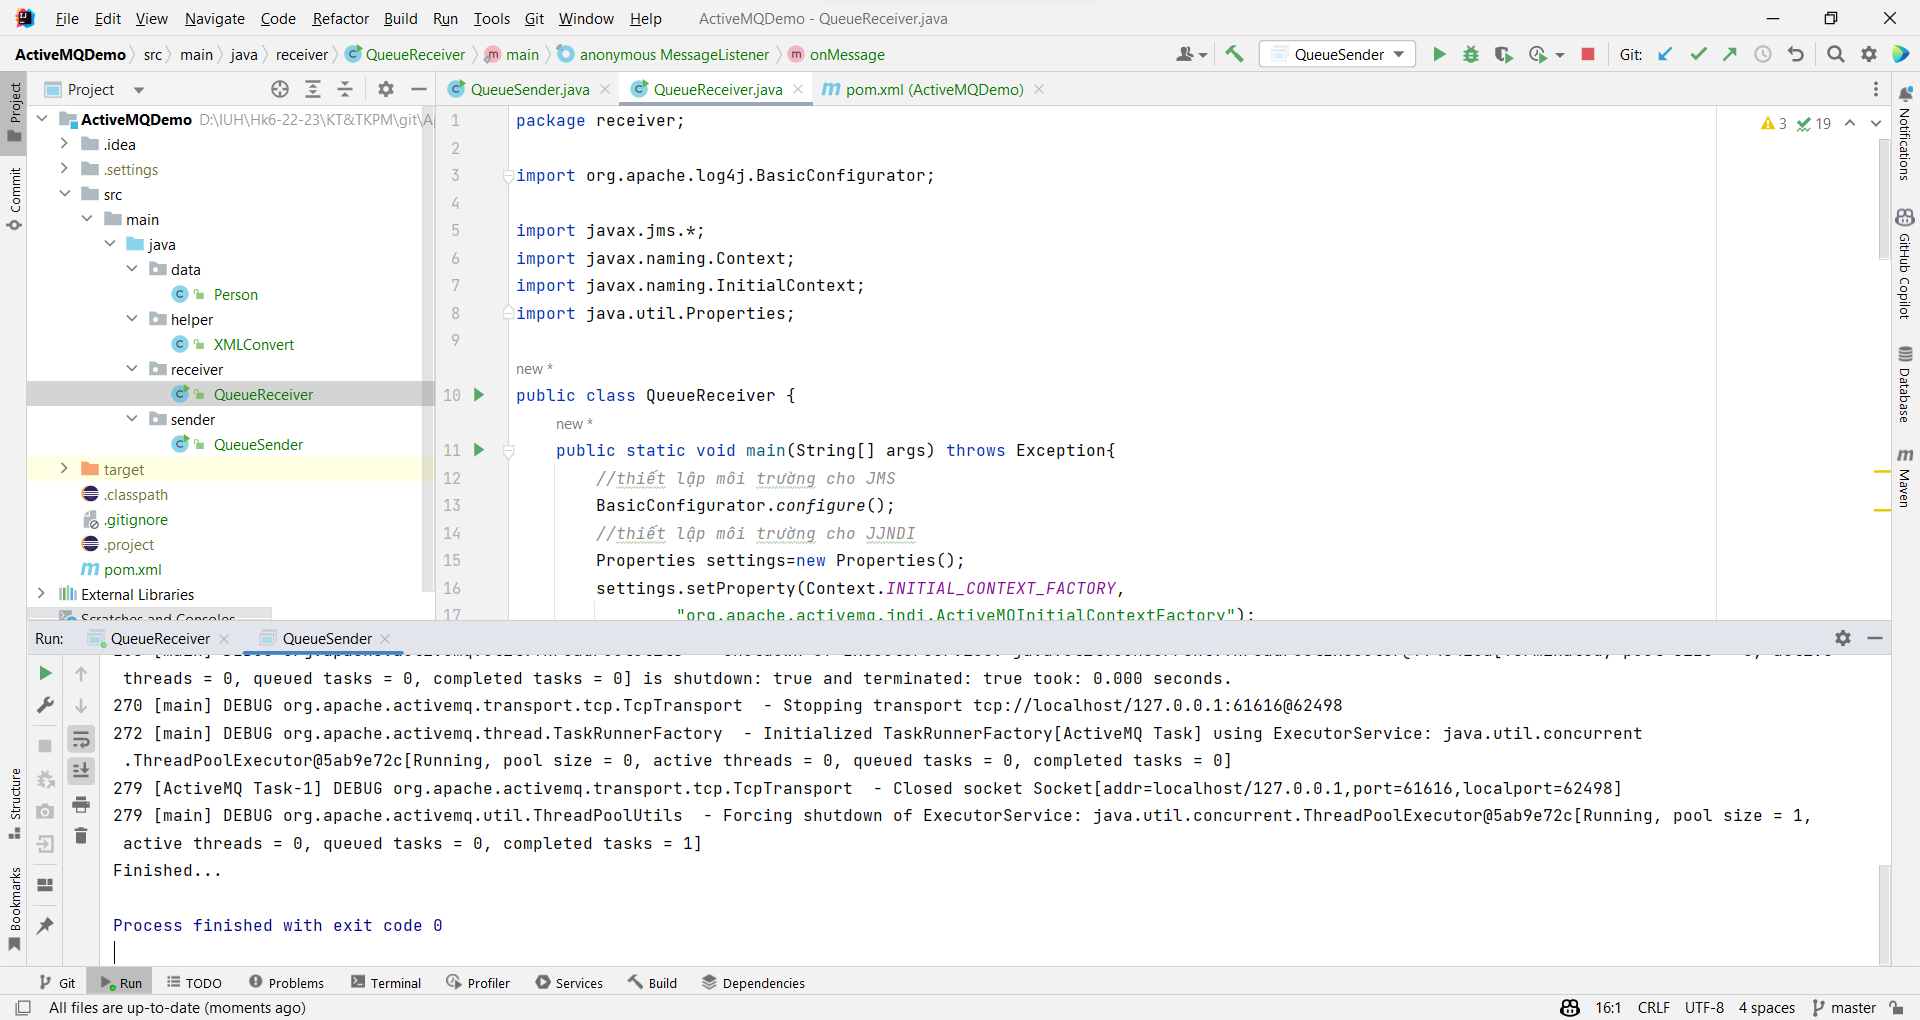 File Edit View Navigate Code Refactor Build Run Tools Git Window Help ActiveMQDemo - QueueReceiver.java
ActiveMQDemo src main java receiver QueueReceiver main anonymous MessageListener onMessage QueueSender Git:
Project
QueueSender.java QueueReceiver.java pom.xml (ActiveMQDemo)
ActiveMQDemo D:\IUH\Hk6-22-23\KT&TKPM\git\A
.idea
.settings
src
main
java
data
Person
helper
XMLConvert
receiver
QueueReceiver
sender
QueueSender
target
.classpath
.gitignore
.project
pom.xml
External Libraries
Scratches and Consoles
Project
Commit
Structure
Bookmarks
3 19
1 package receiver;
2
3 import org.apache.log4j.BasicConfigurator;
4
5 import javax.jms.*;
6 import javax.naming.Context;
7 import javax.naming.InitialContext;
8 import java.util.Properties;
9
new *
10 public class QueueReceiver {
new *
11 public static void main(String[] args) throws Exception{
12 //thiết lập môi trường cho JMS
13 BasicConfigurator.configure();
14 //thiết lập môi trường cho JJNDI
15 Properties settings=new Properties();
16 settings.setProperty(Context.INITIAL_CONTEXT_FACTORY,
17 "org.apache.activemq.jndi.ActiveMQInitialContextFactory");
Notifications
GitHub Copilot
Database
Maven
Run: QueueReceiver QueueSender
threads = 0, queued tasks = 0, completed tasks = 0] is shutdown: true and terminated: true took: 0.000 seconds.
270 [main] DEBUG org.apache.activemq.transport.tcp.TcpTransport - Stopping transport tcp://localhost/127.0.0.1:61616@62498
272 [main] DEBUG org.apache.activemq.thread.TaskRunnerFactory - Initialized TaskRunnerFactory[ActiveMQ Task] using ExecutorService: java.util.concurrent
.ThreadPoolExecutor@5ab9e72c[Running, pool size = 0, active threads = 0, queued tasks = 0, completed tasks = 0]
279 [ActiveMQ Task-1] DEBUG org.apache.activemq.transport.tcp.TcpTransport - Closed socket Socket[addr=localhost/127.0.0.1,port=61616,localport=62498]
279 [main] DEBUG org.apache.activemq.util.ThreadPoolUtils - Forcing shutdown of ExecutorService: java.util.concurrent.ThreadPoolExecutor@5ab9e72c[Running, pool size = 1,
active threads = 0, queued tasks = 0, completed tasks = 1]
Finished...
Process finished with exit code 0
Git Run TODO Problems Terminal Profiler Services Build Dependencies
All files are up-to-date (moments ago) 16:1 CRLF UTF-8 4 spaces master